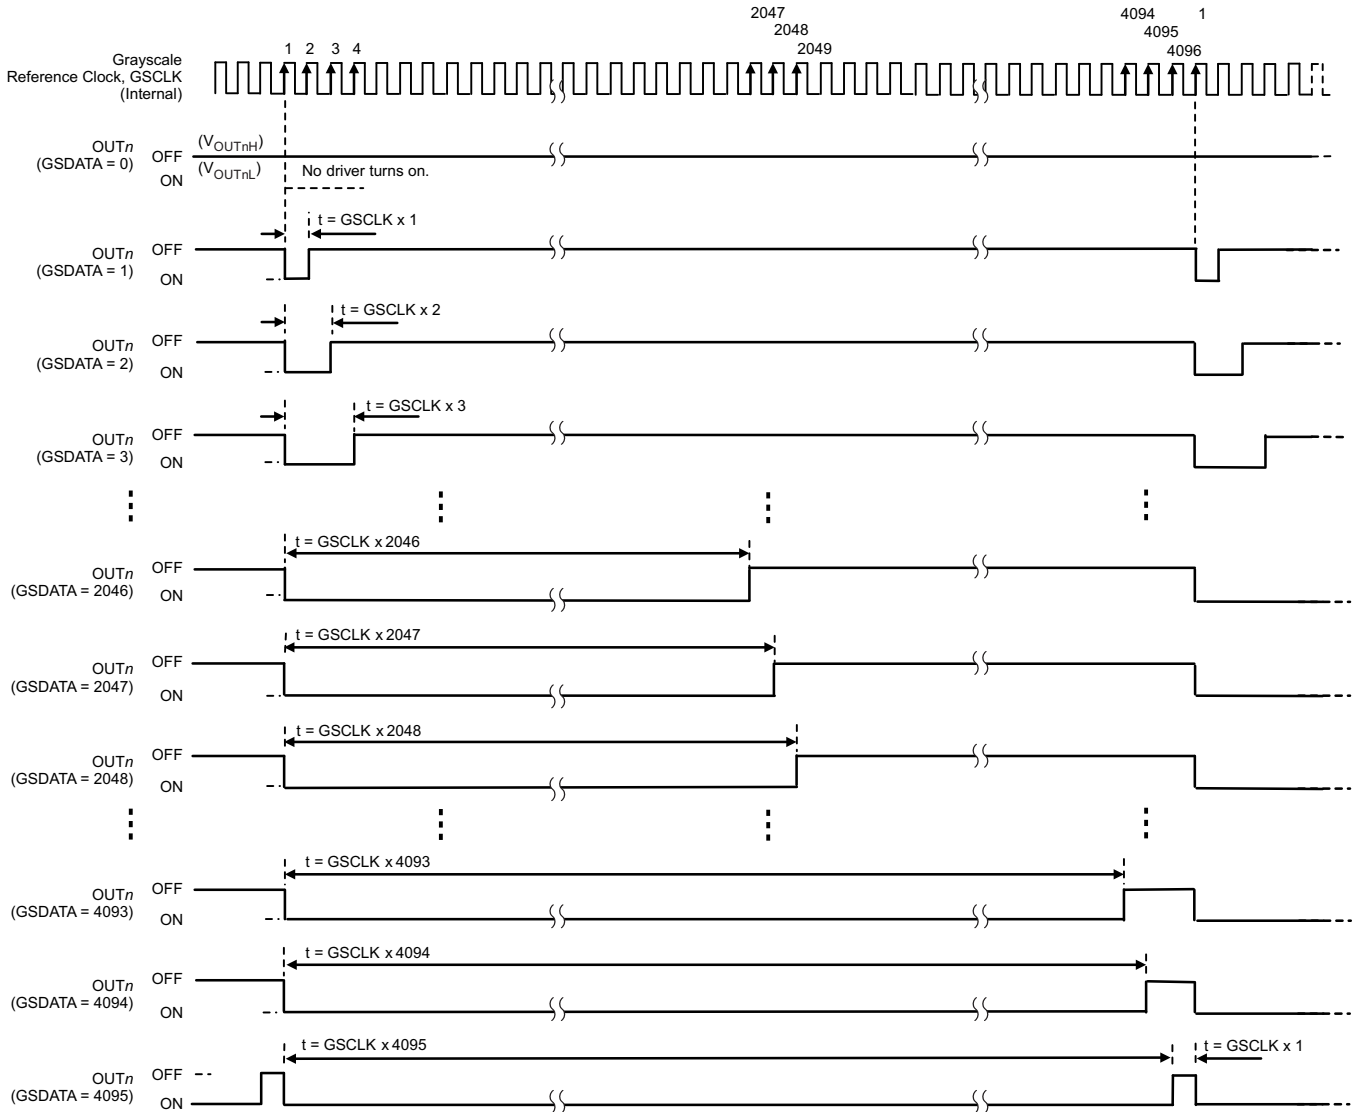 2047
4094
1
2048
4095
1 2 3 4
2049
4096
Grayscale
Reference Clock, GSCLK
(Internal)
OUTn
(GSDATA = 0)
OFF
(VOUTnH)
ON
(VOUTnL)
No driver turns on.
t = GSCLK x 1
OUTn
(GSDATA = 1)
OFF
ON
t = GSCLK x 2
OUTn
(GSDATA = 2)
OFF
ON
t = GSCLK x 3
OUTn
(GSDATA = 3)
OFF
ON
t = GSCLK x 2046
OUTn
(GSDATA = 2046)
OFF
ON
t = GSCLK x 2047
OUTn
(GSDATA = 2047)
OFF
ON
t = GSCLK x 2048
OUTn
(GSDATA = 2048)
OFF
ON
t = GSCLK x 4093
OUTn
(GSDATA = 4093)
OFF
ON
t = GSCLK x 4094
OUTn
(GSDATA = 4094)
OFF
ON
t = GSCLK x 4095
t = GSCLK x 1
OUTn
(GSDATA = 4095)
OFF
ON